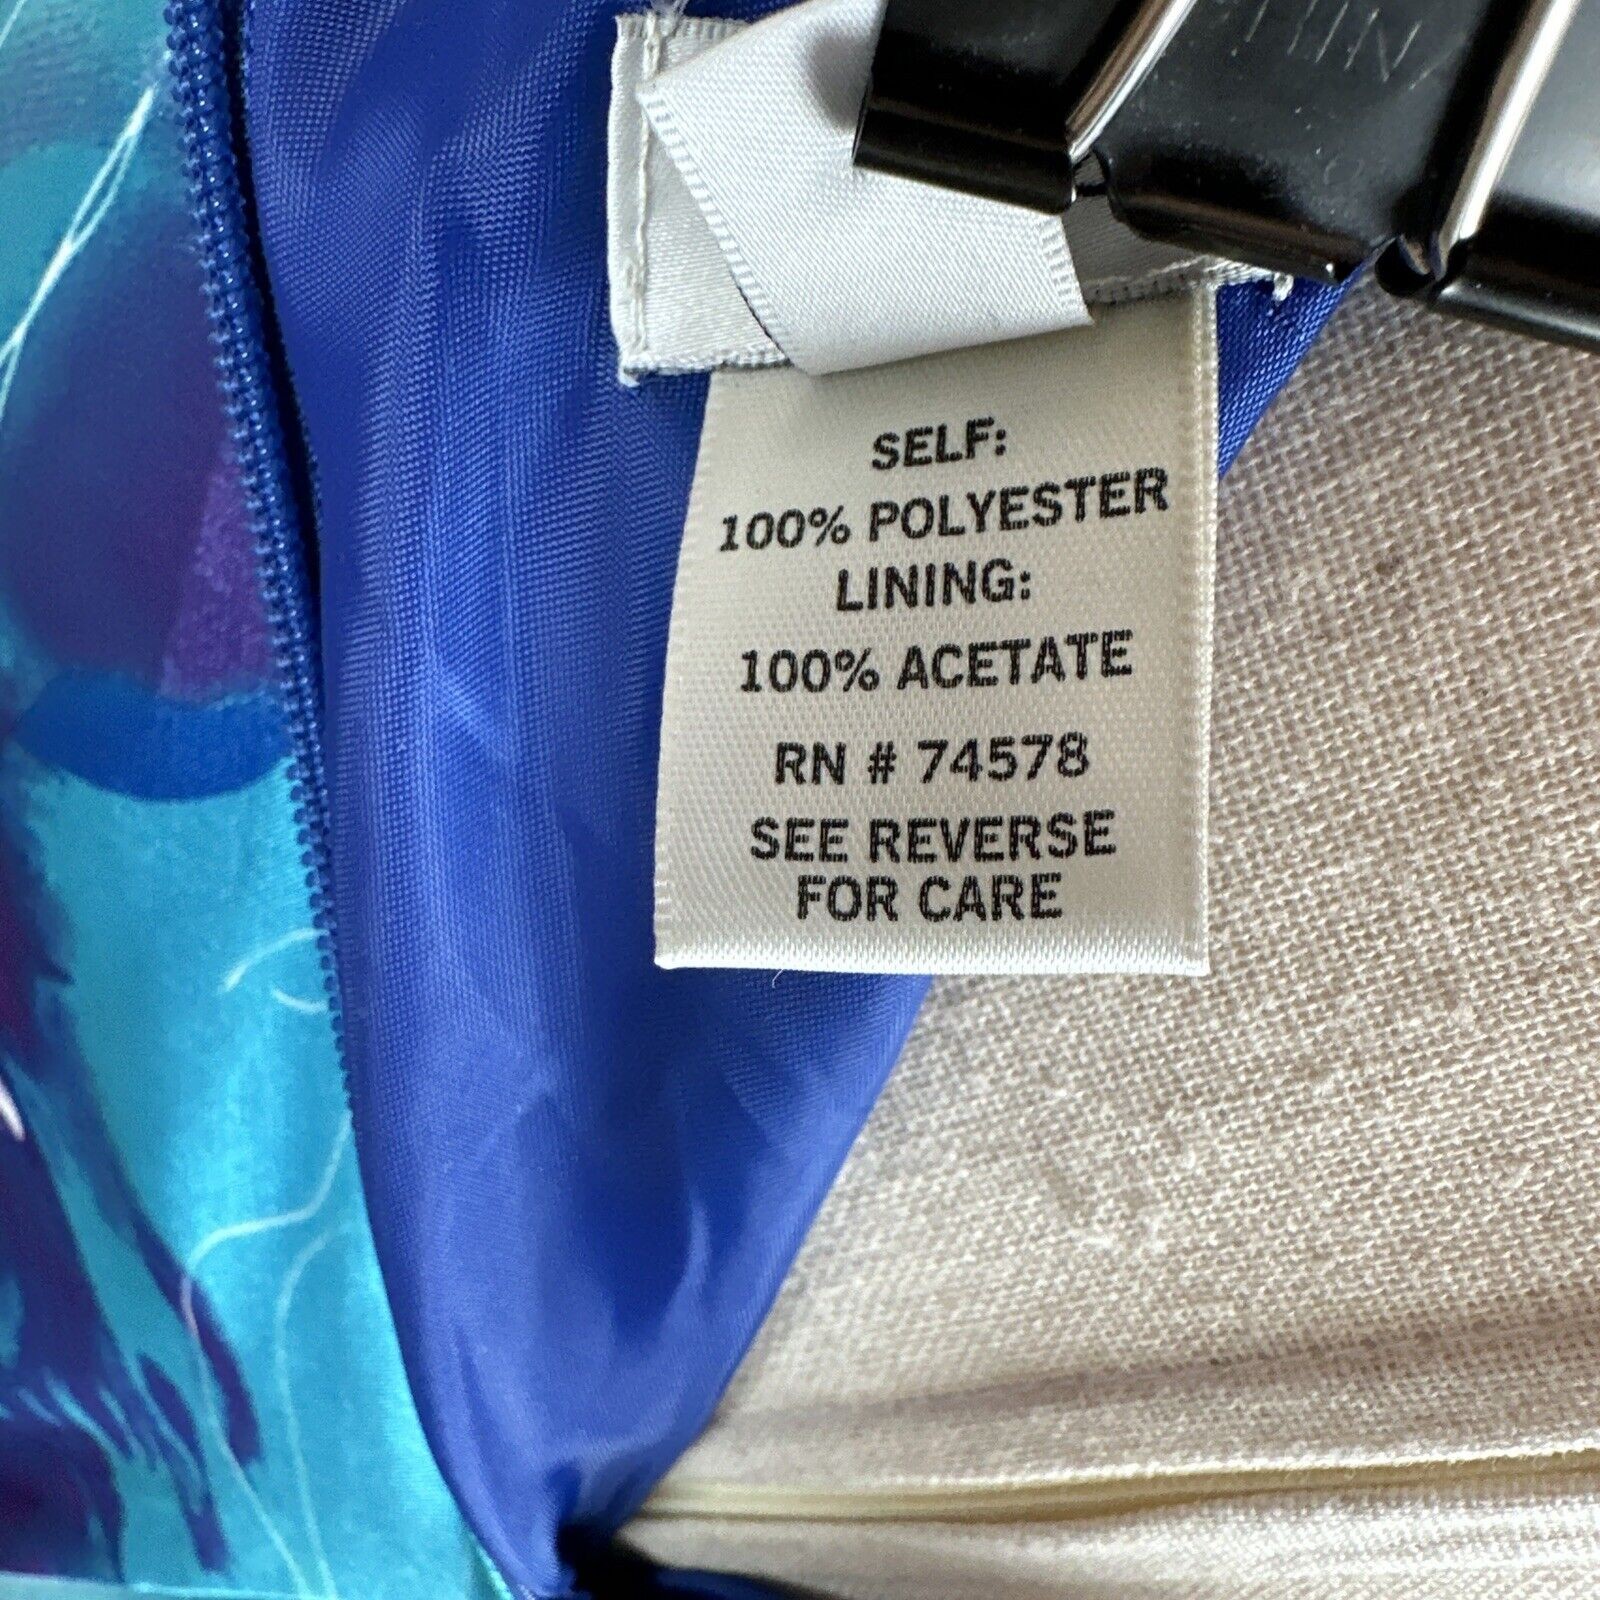 SELF:
100% POLYESTER
LINING:
100% ACETATE
RN # 74578
SEE REVERSE
FOR CARE